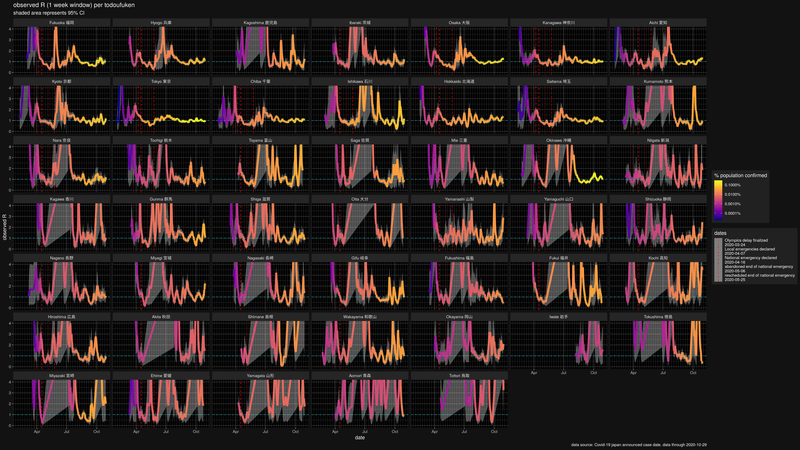 observed R (1 week window) per todoufuken
shaded area represents 95% CI
Fukuoka 福岡
Hyogo 兵庫
Kagoshima 鹿児島
Ibaraki 茨城
Osaka 大阪
Kanagawa 神奈川
Aichi 愛知
Kyoto 京都
Tokyo 東京
Chiba 千葉
Ishikawa 石川
Hokkaido 北海道
Saitama 埼玉
Kumamoto 熊本
Nara 奈良
Tochigi 栃木
Toyama 富山
Saga 佐賀
Mie 三重
Okinawa 沖縄
Niigata 新潟
Kagawa 香川
Gunma 群馬
Shiga 滋賀
Oita 大分
Yamanashi 山梨
Yamaguchi 山口
Shizuoka 静岡
Nagano 長野
Miyagi 宮城
Nagasaki 長崎
Gifu 岐阜
Fukushima 福島
Fukui 福井
Kochi 高知
Hiroshima 広島
Akita 秋田
Shimane 島根
Wakayama 和歌山
Okayama 岡山
Iwate 岩手
Tokushima 徳島
Miyazaki 宮崎
Ehime 愛媛
Yamagata 山形
Aomori 青森
Tottori 鳥取
observed R
date
Apr Jul Oct
% population confirmed
0.1000%
0.0100%
0.0010%
0.0001%
dates
Olympics delay finalized
2020-03-24
Local emergencies declared
2020-04-07
National emergency declared
2020-04-16
abandoned end of national emergency
2020-05-06
rescheduled end of national emergency
2020-05-25
data source: Covid-19 japan announced case date. data through 2020-10-29